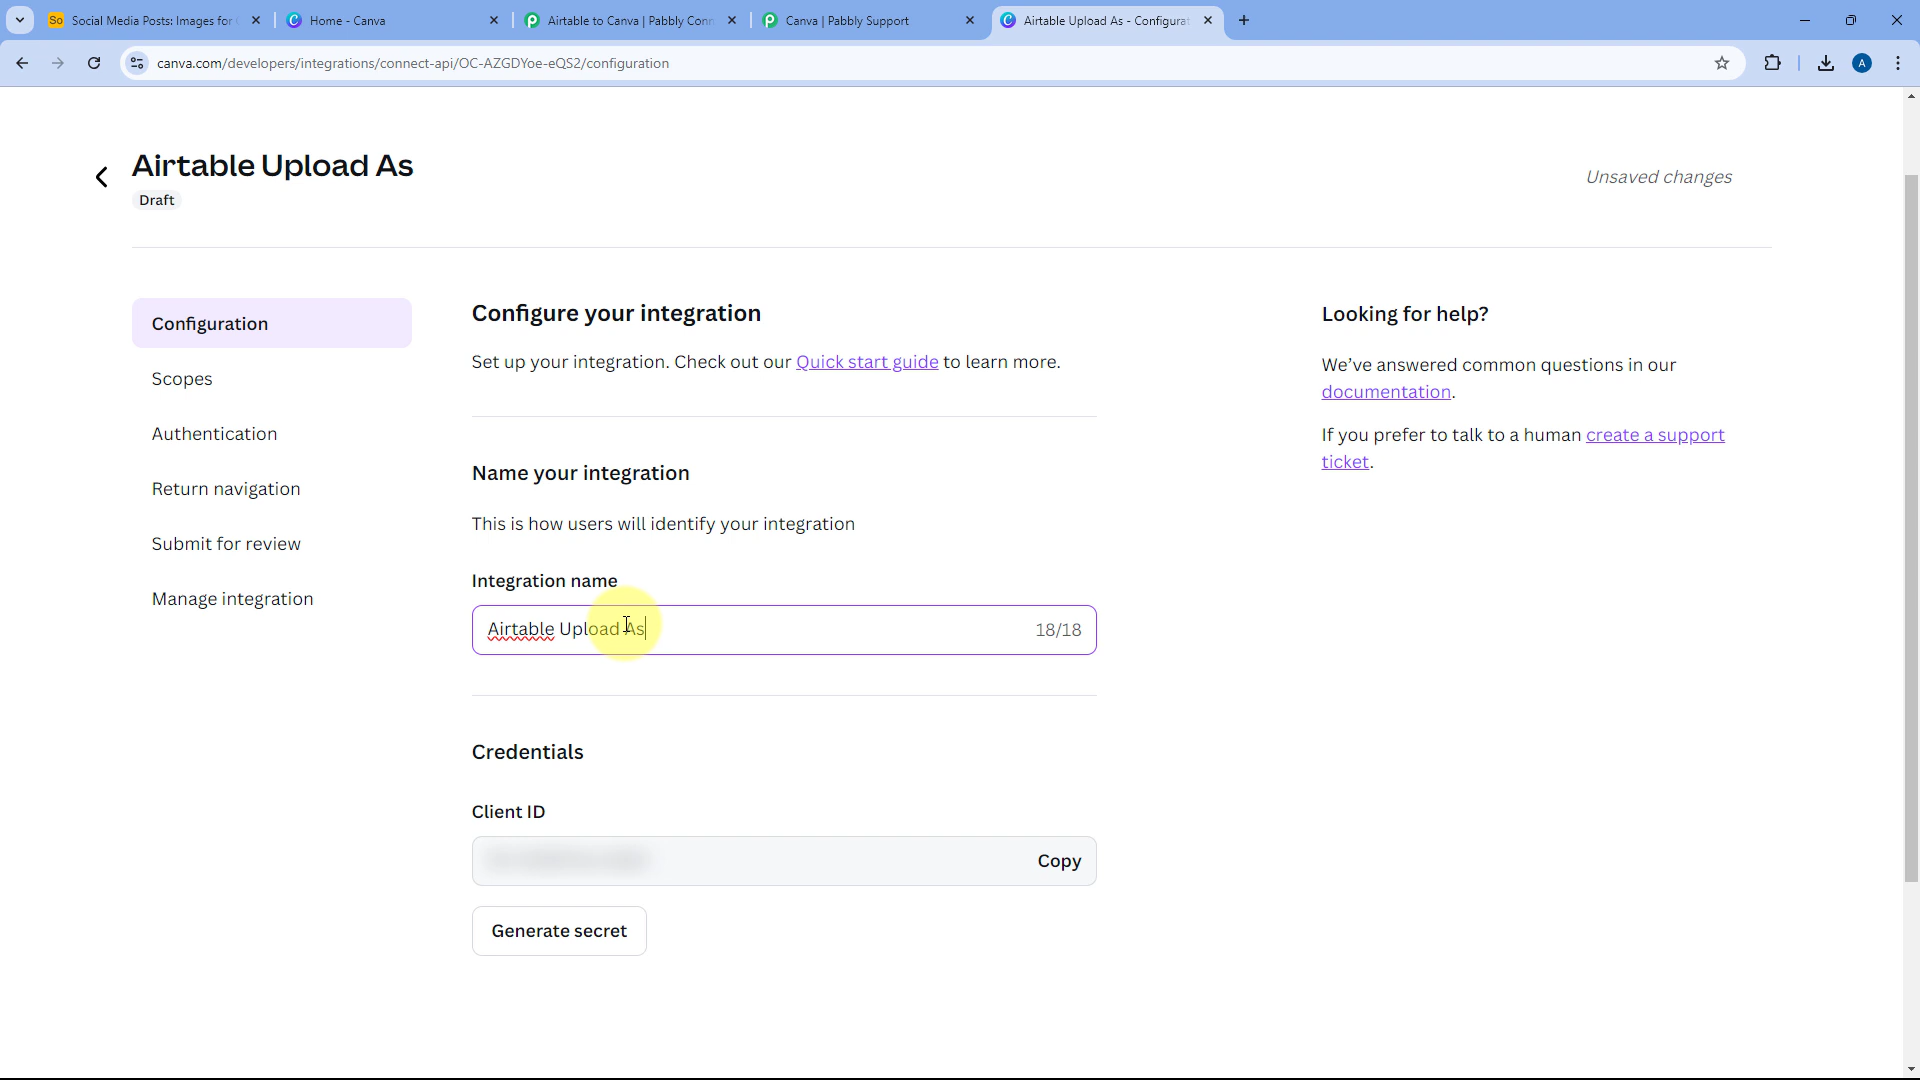 So Social Media Posts: Images for
Home - Canva
Airtable to Canva | Pabbly Conn
Canva | Pabbly Support
Airtable Upload As - Configurat
canva.com/developers/integrations/connect-api/OC-AZGDYoe-eQS2/configuration
A
Airtable Upload As
Draft
Unsaved changes
Configuration
Scopes
Authentication
Return navigation
Submit for review
Manage integration
Configure your integration
Set up your integration. Check out our Quick start guide to learn more.
Name your integration
This is how users will identify your integration
Integration name
Airtable Upload As
18/18
Credentials
Client ID
Copy
Generate secret
Looking for help?
We've answered common questions in our
documentation.
If you prefer to talk to a human create a support
ticket.